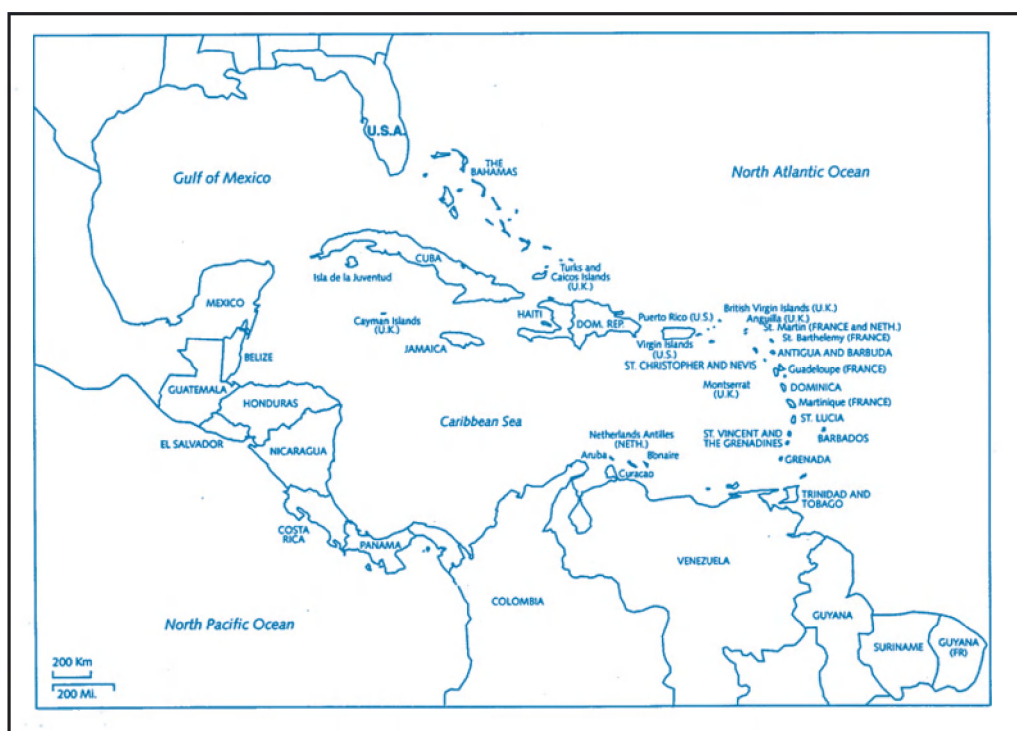 U.S.A.
Gulf of Mexico
THE
BAHAMAS
North Atlantic Ocean
CUBA
Isla de la Juventud
Turks and
Caicos Islands
(U.K.)
MEXICO
Cayman Islands
(U.K.)
HAITI
DOM. REP.
Puerto Rico (U.S.)
British Virgin Islands (U.K.)
Anguilla (U.K.)
St. Martin (FRANCE and NETH.)
St. Barthelemy (FRANCE)
JAMAICA
Virgin Islands
(U.S.)
ANTIGUA AND BARBUDA
ST. CHRISTOPHER AND NEVIS
BELIZE
Guadeloupe (FRANCE)
GUATEMALA
Montserrat
(U.K.)
DOMINICA
HONDURAS
Martinique (FRANCE)
Caribbean Sea
ST. LUCIA
EL SALVADOR
NICARAGUA
Netherlands Antilles
(NETH.)
ST. VINCENT AND
THE GRENADINES
BARBADOS
Aruba
Bonaire
Curacao
GRENADA
TRINIDAD AND
TOBAGO
COSTA
RICA
PANAMA
VENEZUELA
COLOMBIA
GUYANA
North Pacific Ocean
SURINAME
GUYANA
(FR)
200 Km
200 Mi.